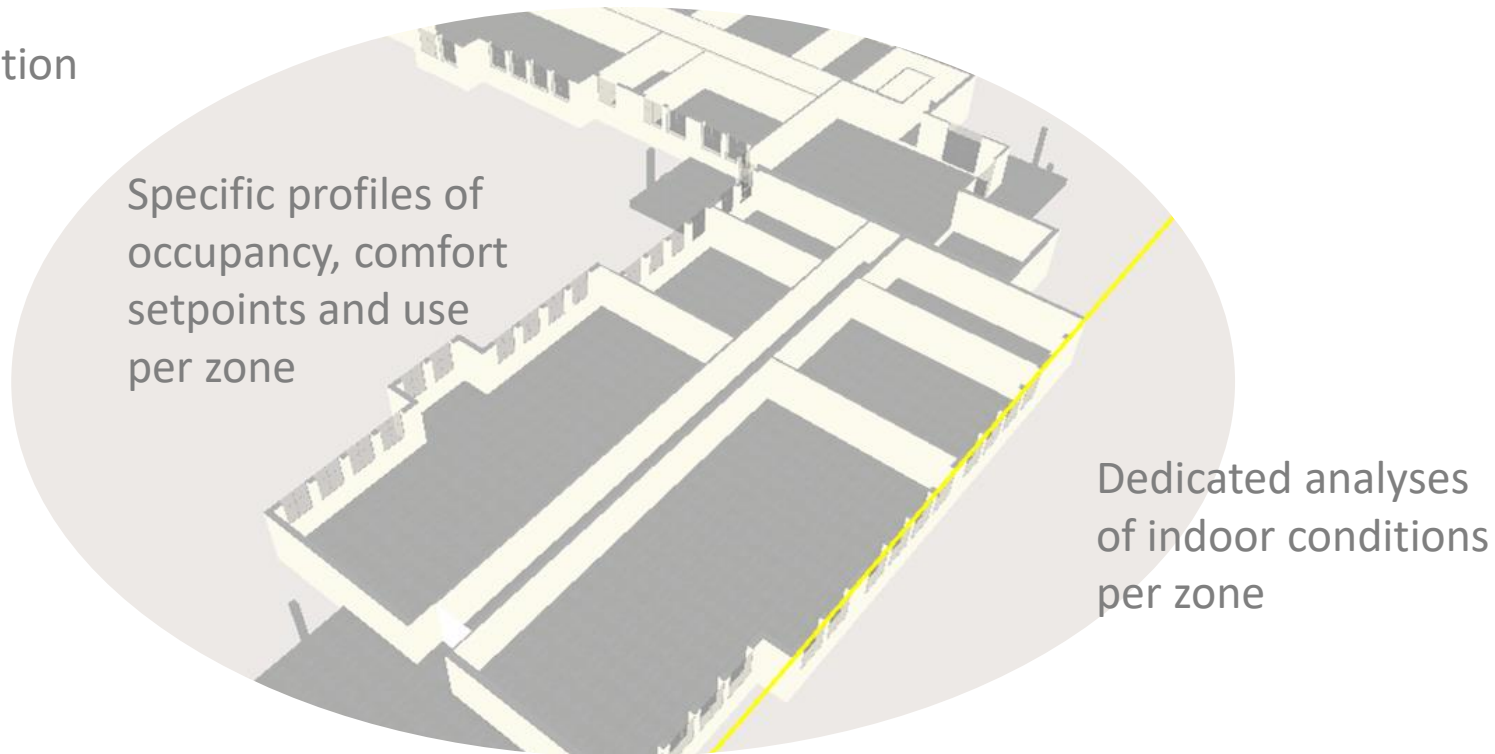 tion
Specific profiles of
occupancy, comfort
setpoints and use
per zone
Dedicated analyses
of indoor conditions
per zone